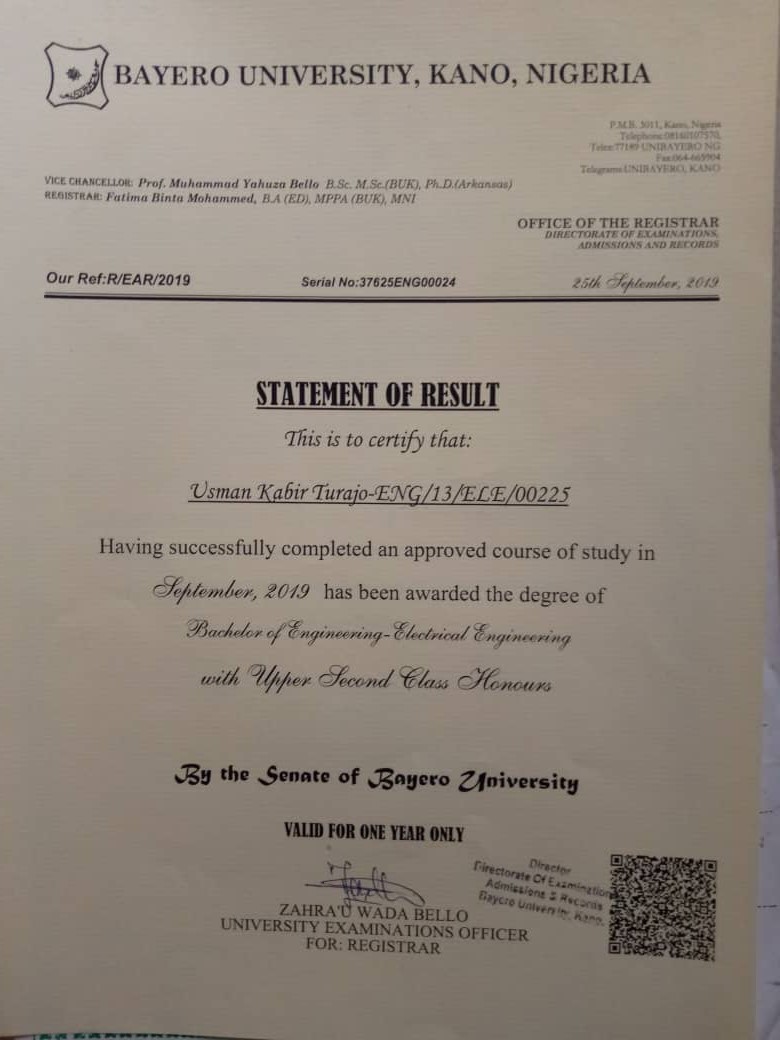 BAYERO UNIVERSITY, KANO, NIGERIA
P.M.B. 3011, Kano, Nigeria
Telephone:08160107570,
Telex:77189 UNIBAYERO NG
Fax:064-665904
Telegrams:UNIBAYERO, KANO
VICE CHANCELLOR: Prof. Muhammad Yahuza Bello B.Sc. M.Sc.(BUK), Ph.D.(Arkansas)
REGISTRAR: Fatima Binta Mohammed, B.A (ED), MPPA (BUK), MNI
OFFICE OF THE REGISTRAR
DIRECTORATE OF EXAMINATIONS,
ADMISSIONS AND RECORDS
Our Ref:R/EAR/2019 Serial No:37625ENG00024 25th September, 2019
STATEMENT OF RESULT
This is to certify that:
Usman Kabir Turajo-ENG/13/ELE/00225
Having successfully completed an approved course of study in
September, 2019 has been awarded the degree of
Bachelor of Engineering-Electrical Engineering
with Upper Second Class Honours
By the Senate of Bayero University
VALID FOR ONE YEAR ONLY
ZAHRA'U WADA BELLO
UNIVERSITY EXAMINATIONS OFFICER
FOR: REGISTRAR
Director
Directorate Of Examination
Admissions & Records
Bayero University, Kano.